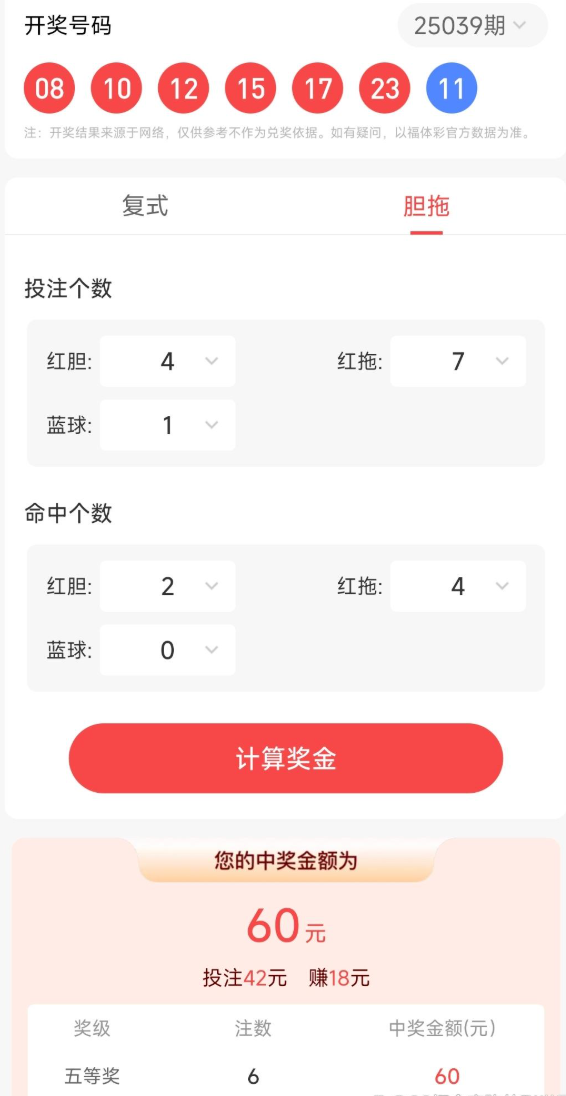 开奖号码 25039期
08 10 12 15 17 23 11
注：开奖结果来源于网络，仅供参考不作为兑奖依据。如有疑问，以福体彩官方数据为准。
复式 胆拖
投注个数
红胆: 4 红拖: 7
蓝球: 1
命中个数
红胆: 2 红拖: 4
蓝球: 0
计算奖金
您的中奖金额为
60元
投注42元 赚18元
奖级 注数 中奖金额(元)
五等奖 6 60